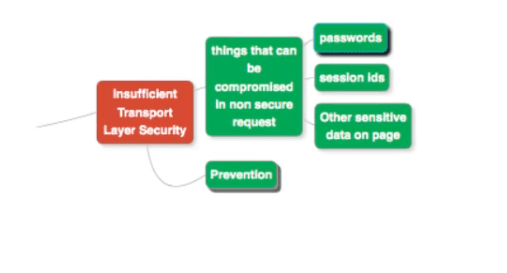 Insufficient
Transport
Layer Security
things that can
be
compromised
in non secure
request
passwords
session ids
Other sensitive
data on page
Prevention